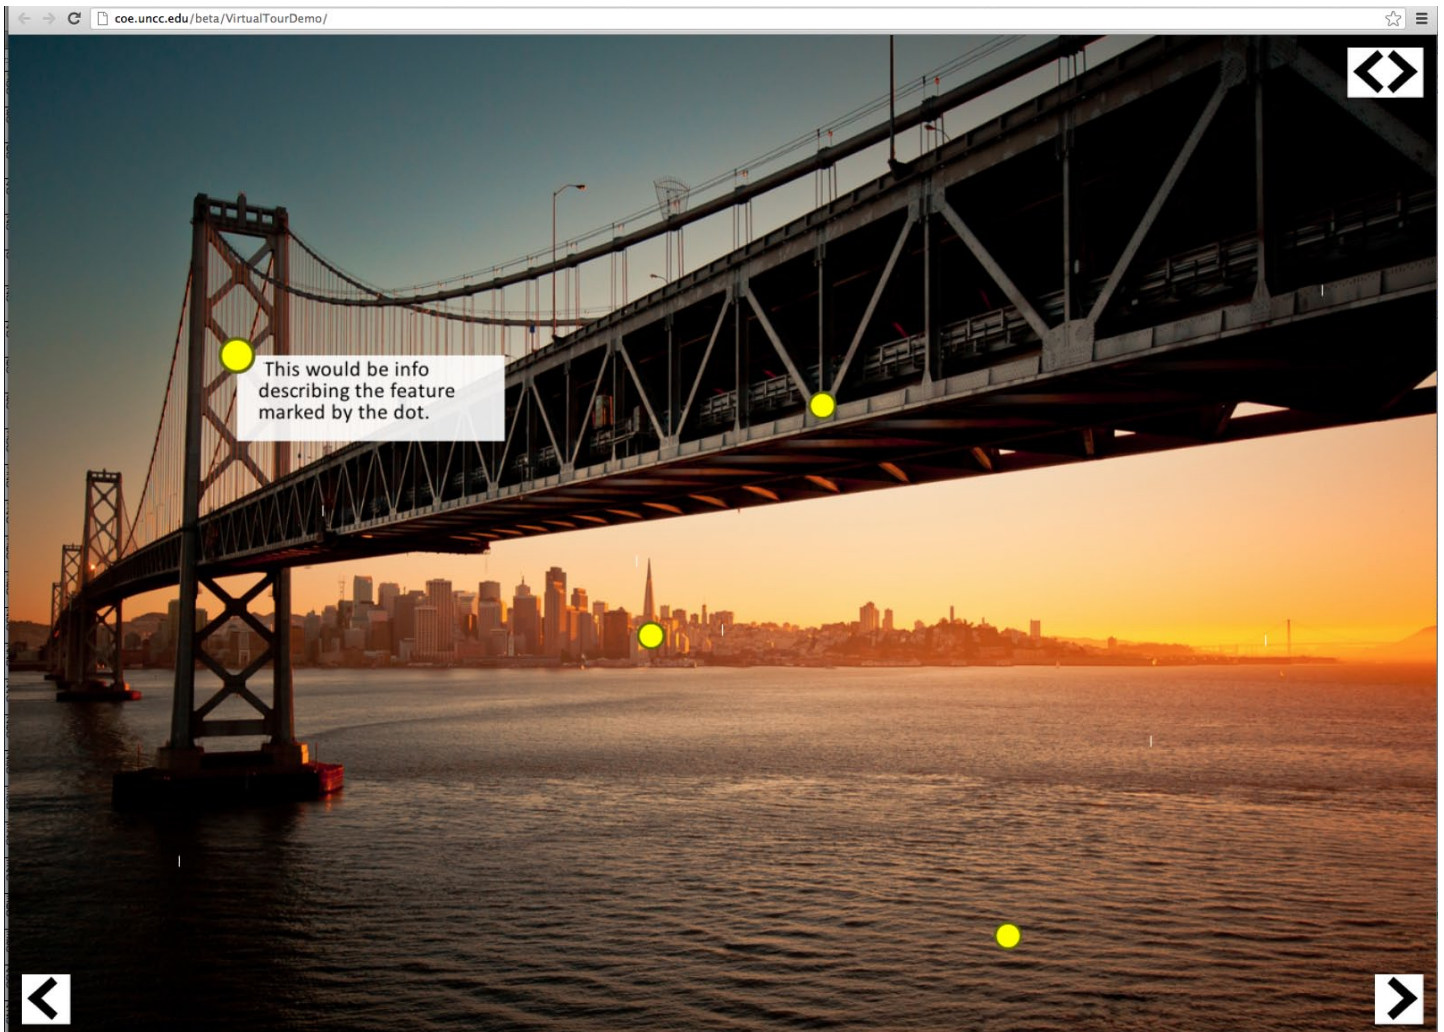 coe.uncc.edu/beta/VirtualTourDemo/
This would be info
describing the feature
marked by the dot.